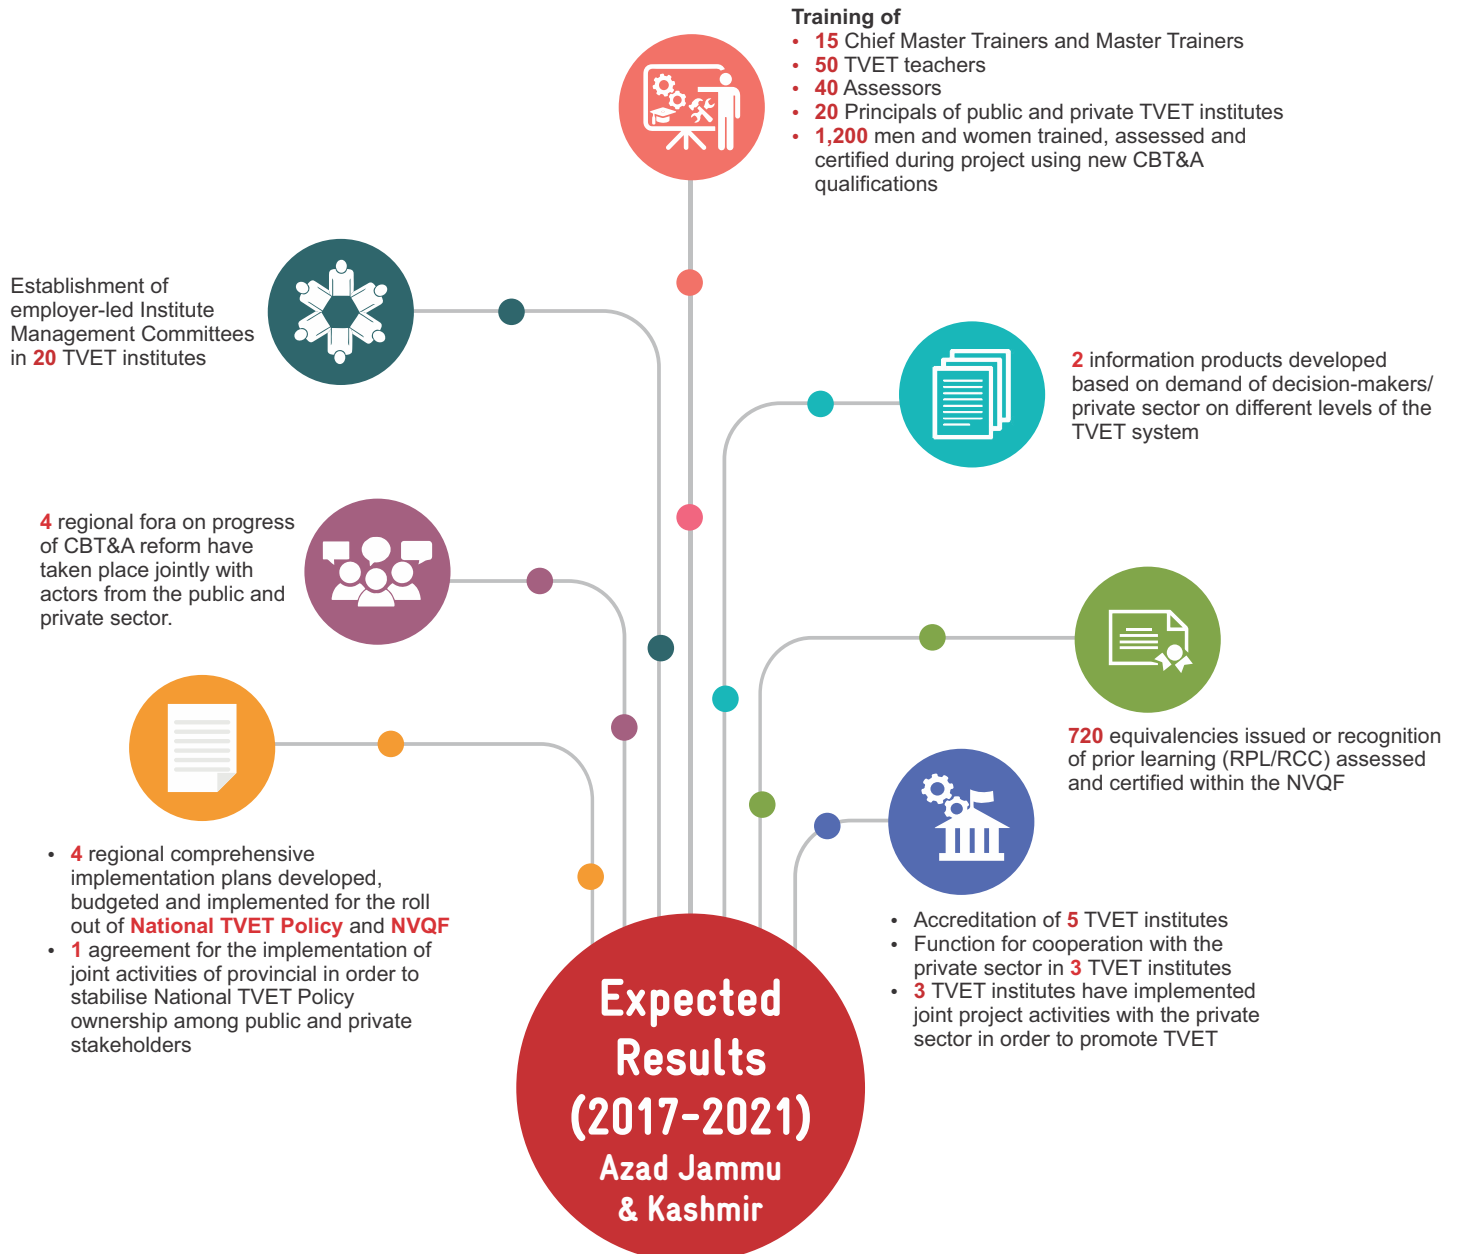 Training of
• 15 Chief Master Trainers and Master Trainers
• 50 TVET teachers
• 40 Assessors
• 20 Principals of public and private TVET institutes
• 1,200 men and women trained, assessed and
certified during project using new CBT&A
qualifications
Establishment of
employer-led Institute
Management Committees
in 20 TVET institutes
2 information products developed
based on demand of decision-makers/
private sector on different levels of the
TVET system
4 regional fora on progress
of CBT&A reform have
taken place jointly with
actors from the public and
private sector.
720 equivalencies issued or recognition
of prior learning (RPL/RCC) assessed
and certified within the NVQF
• 4 regional comprehensive
implementation plans developed,
budgeted and implemented for the roll
out of National TVET Policy and NVQF
• 1 agreement for the implementation of
joint activities of provincial in order to
stabilise National TVET Policy
ownership among public and private
stakeholders
• Accreditation of 5 TVET institutes
• Function for cooperation with the
private sector in 3 TVET institutes
• 3 TVET institutes have implemented
joint project activities with the private
sector in order to promote TVET
Expected
Results
(2017-2021)
Azad Jammu
& Kashmir